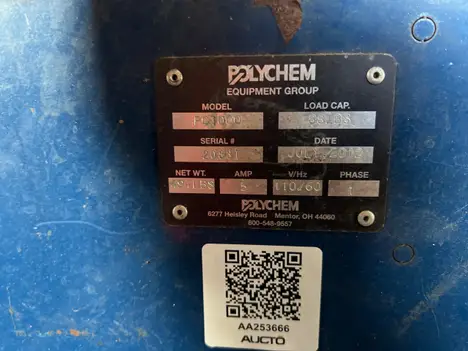 POLYCHEM
EQUIPMENT GROUP
MODEL LOAD CAP.
SERIAL # DATE
NET WT. AMP V/Hz PHASE
5 110/60
POLYCHEM
6277 Heisley Road Mentor, OH 44060
800-548-9557
AA253666
AUCTO